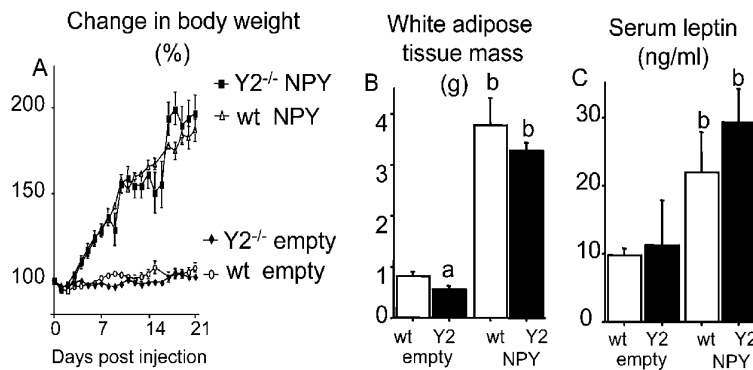 Change in body weight
(%)
A
Y2-/- NPY
wt NPY
200
150
100
Y2-/- empty
wt empty
0 7 14 21
Days post injection
White adipose
tissue mass
(g)
B
b
b
4
3
2
1
0
a
wt Y2 wt Y2
empty NPY
Serum leptin
(ng/ml)
C
b
b
30
20
10
0
wt Y2 wt Y2
empty NPY